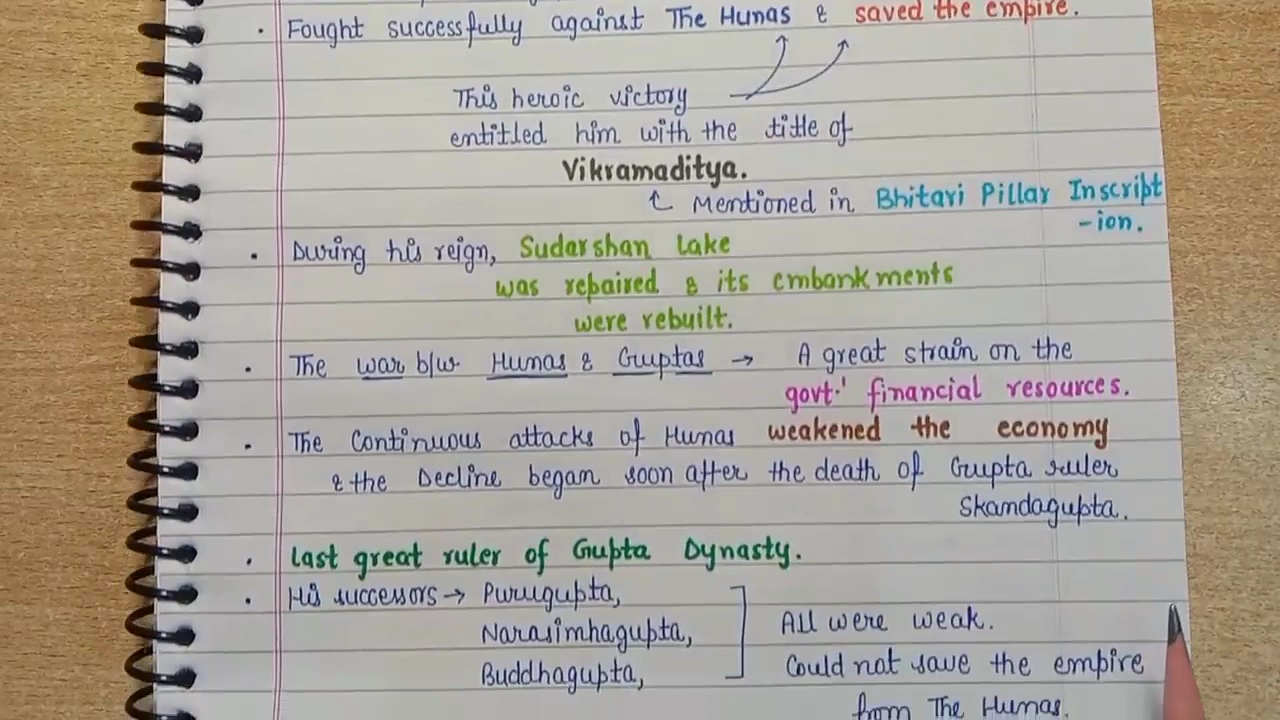 . Fought successfully against The Hunas & saved the empire.
This heroic victory
entitled him with the title of
Vikramaditya.
Mentioned in Bhitari Pillar Inscript
-ion.
. During his reign, Sudarshan Lake
was repaired & its embankments
were rebuilt.
. The war b/w Hunas & Guptas → A great strain on the
govt.' financial resources.
. The Continuous attacks of Hunas weakened the economy
& the Decline began soon after the death of Gupta ruler
Skandagupta.
. Last great ruler of Gupta Dynasty.
. His successors → Purugupta,
Narasimhagupta,
Buddhagupta,
All were weak.
Could not save the empire
from The Hunas.